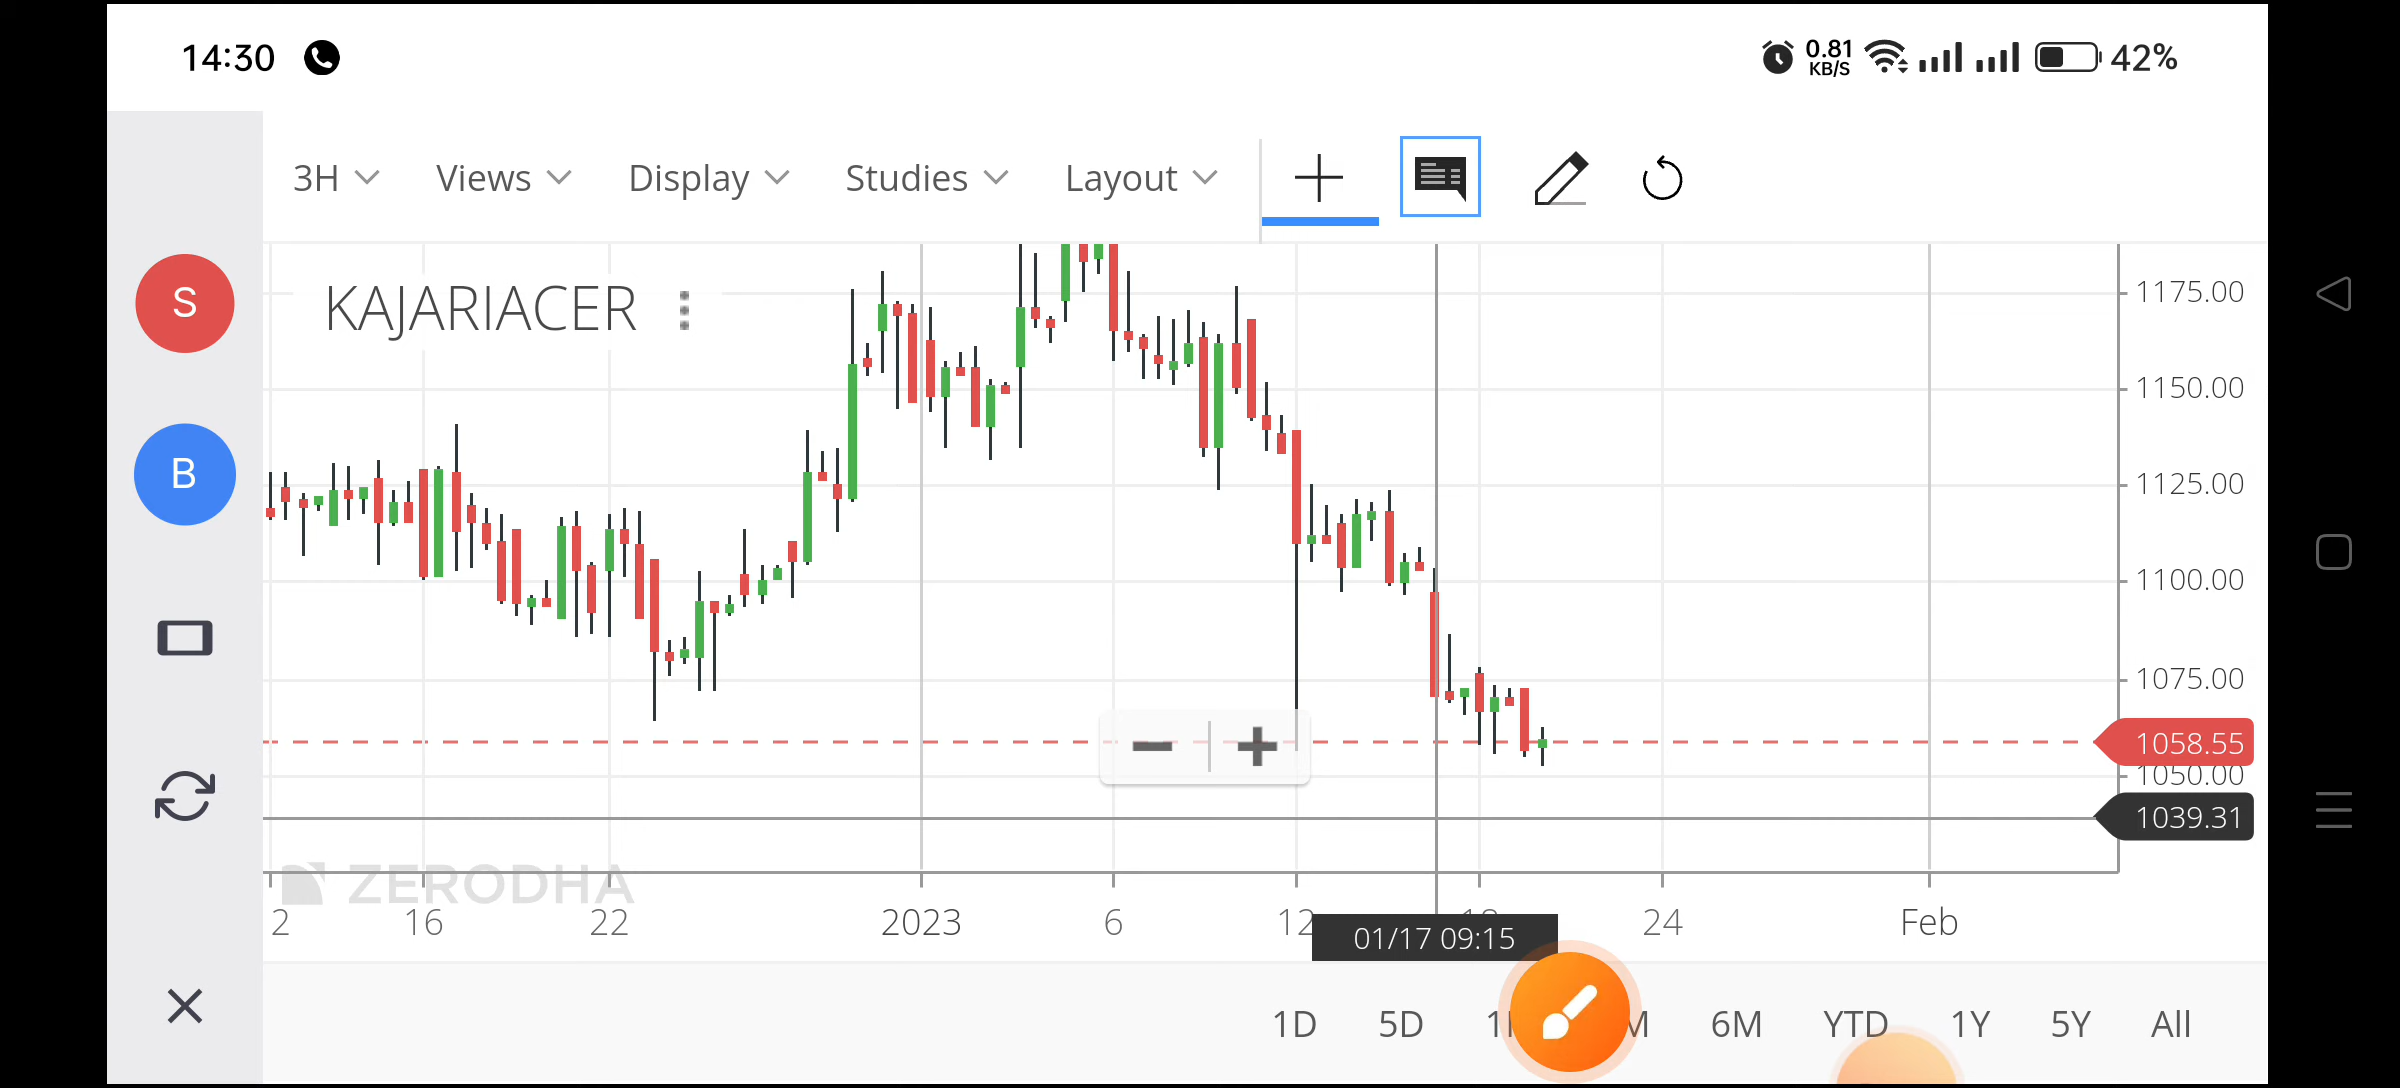 14:30
0.81
KB/S
42%
3H Views Display Studies Layout
S
KAJARIACER
1175.00
1150.00
B
1125.00
1100.00
1075.00
1058.55
1050.00
1039.31
ZERODHA
2 16 22 2023 6 12 18 24 Feb
01/17 09:15
1D 5D 6M YTD 1Y 5Y All